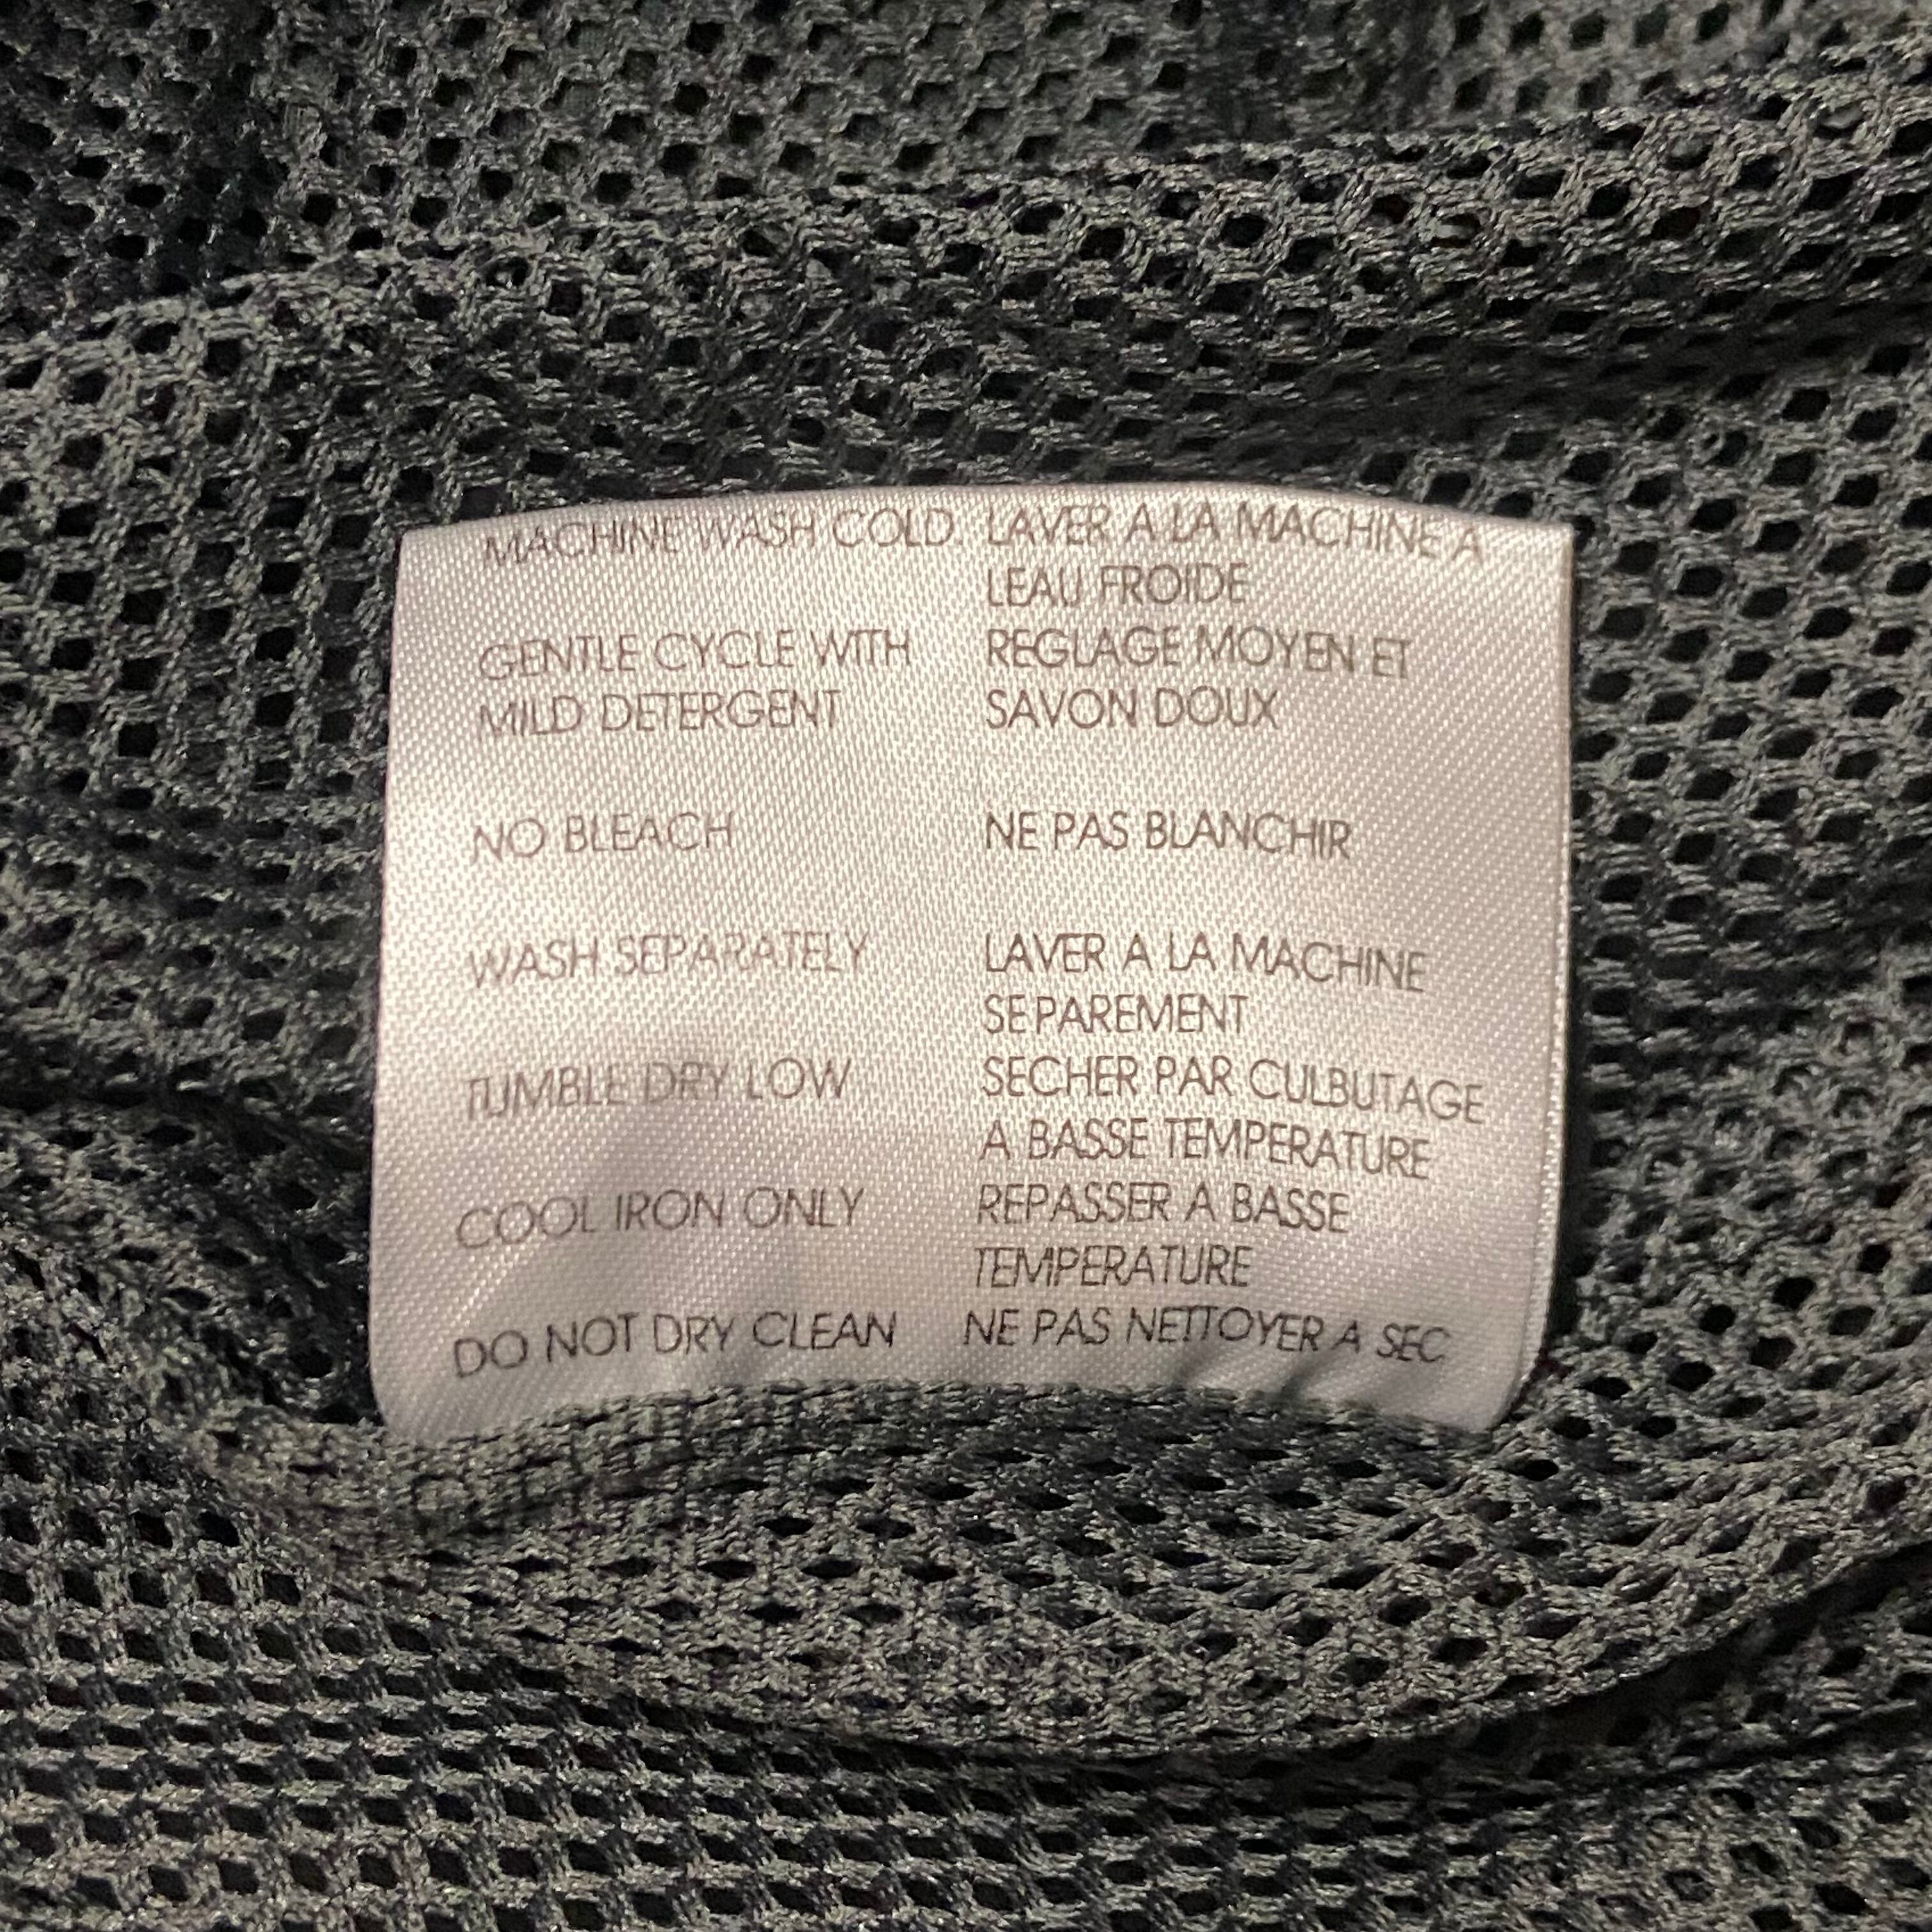 MACHINE WASH COLD LAVER A LA MACHINE A
LEAU FROIDE
GENTLE CYCLE WITH REGLAGE MOYEN ET
MILD DETERGENT SAVON DOUX
NO BLEACH NE PAS BLANCHIR
WASH SEPARATELY LAVER A LA MACHINE
SEPAREMENT
TUMBLE DRY LOW SECHER PAR CULBUTAGE
A BASSE TEMPERATURE
COOL IRON ONLY REPASSER A BASSE
TEMPERATURE
DO NOT DRY CLEAN NE PAS NETTOYER A SEC